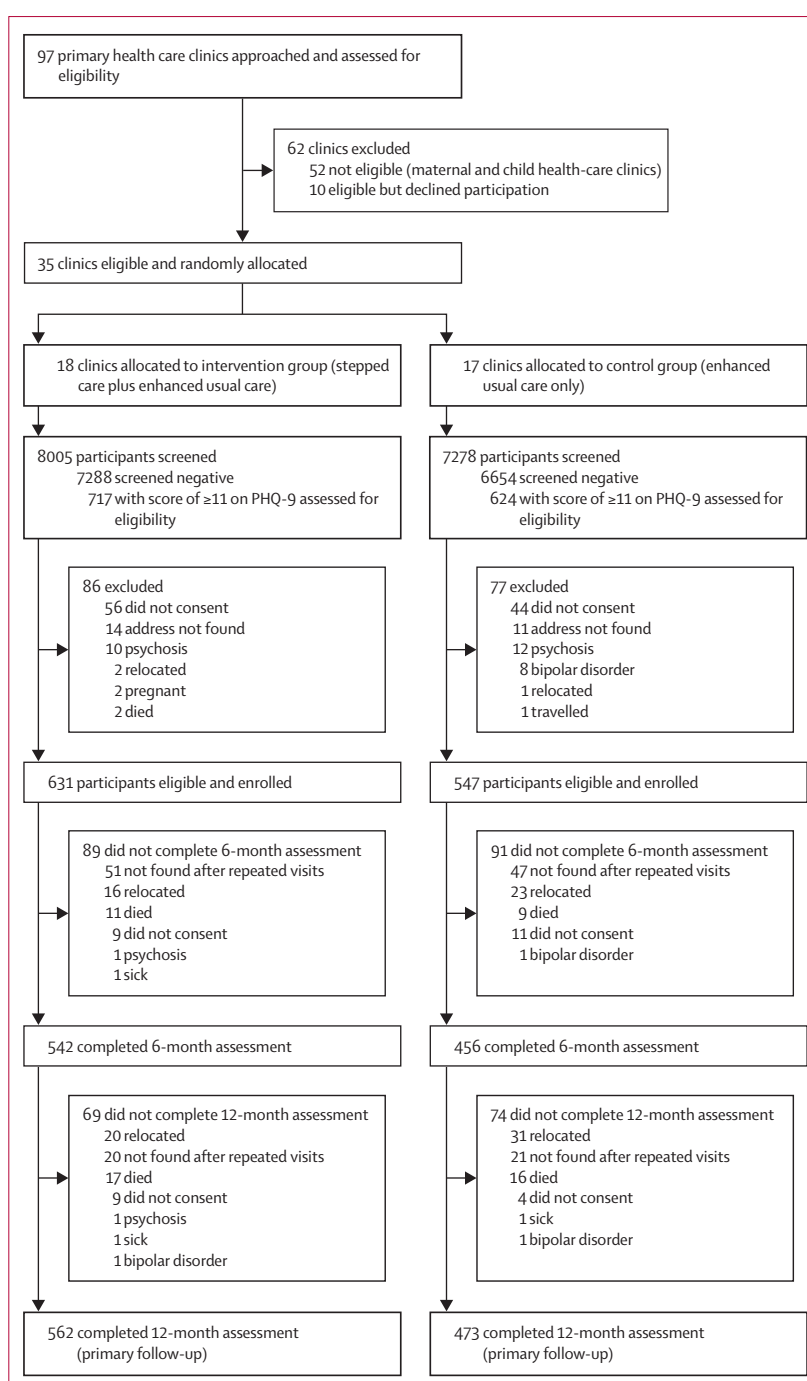 97 primary health care clinics approached and assessed for
eligibility
62 clinics excluded
52 not eligible (maternal and child health-care clinics)
10 eligible but declined participation
35 clinics eligible and randomly allocated
18 clinics allocated to intervention group (stepped
care plus enhanced usual care)
17 clinics allocated to control group (enhanced
usual care only)
8005 participants screened
7288 screened negative
717 with score of ≥11 on PHQ-9 assessed for
eligibility
7278 participants screened
6654 screened negative
624 with score of ≥11 on PHQ-9 assessed for
eligibility
86 excluded
56 did not consent
14 address not found
10 psychosis
2 relocated
2 pregnant
2 died
77 excluded
44 did not consent
11 address not found
12 psychosis
8 bipolar disorder
1 relocated
1 travelled
631 participants eligible and enrolled
547 participants eligible and enrolled
89 did not complete 6-month assessment
51 not found after repeated visits
16 relocated
11 died
9 did not consent
1 psychosis
1 sick
91 did not complete 6-month assessment
47 not found after repeated visits
23 relocated
9 died
11 did not consent
1 bipolar disorder
542 completed 6-month assessment
456 completed 6-month assessment
69 did not complete 12-month assessment
20 relocated
20 not found after repeated visits
17 died
9 did not consent
1 psychosis
1 sick
1 bipolar disorder
74 did not complete 12-month assessment
31 relocated
21 not found after repeated visits
16 died
4 did not consent
1 sick
1 bipolar disorder
562 completed 12-month assessment
(primary follow-up)
473 completed 12-month assessment
(primary follow-up)